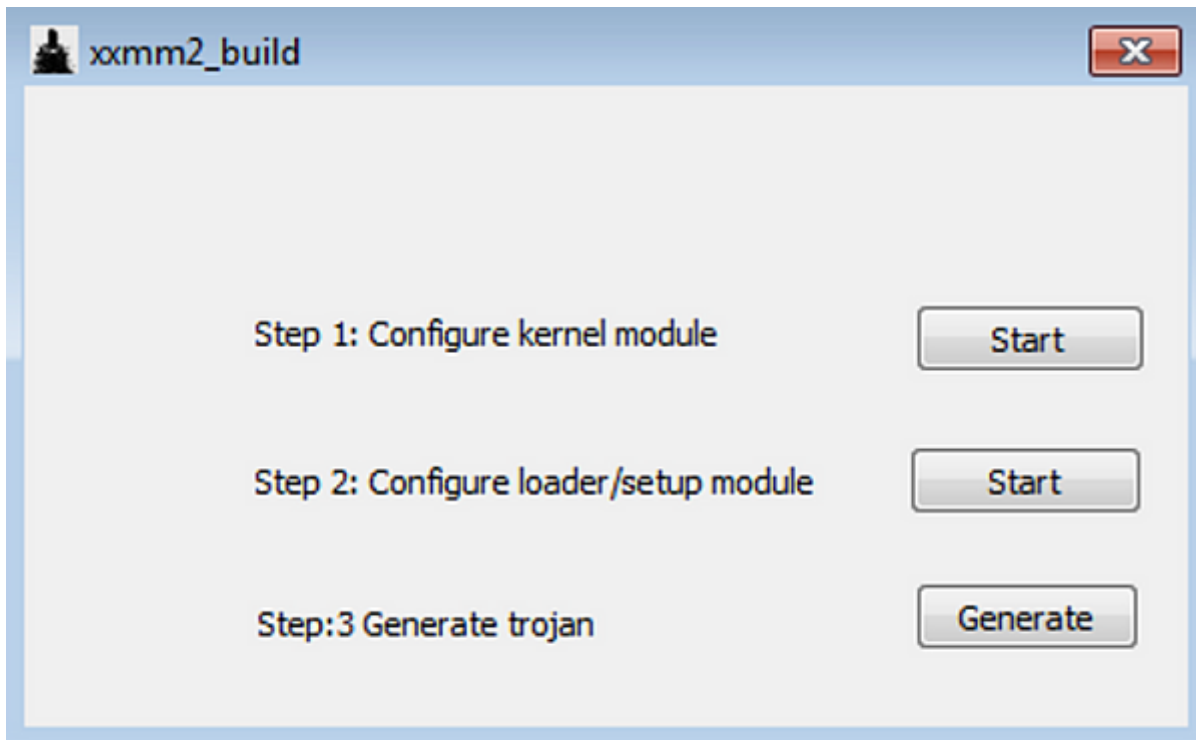 xxmm2_build
Step 1: Configure kernel module
Start
Step 2: Configure loader/setup module
Start
Step:3 Generate trojan
Generate